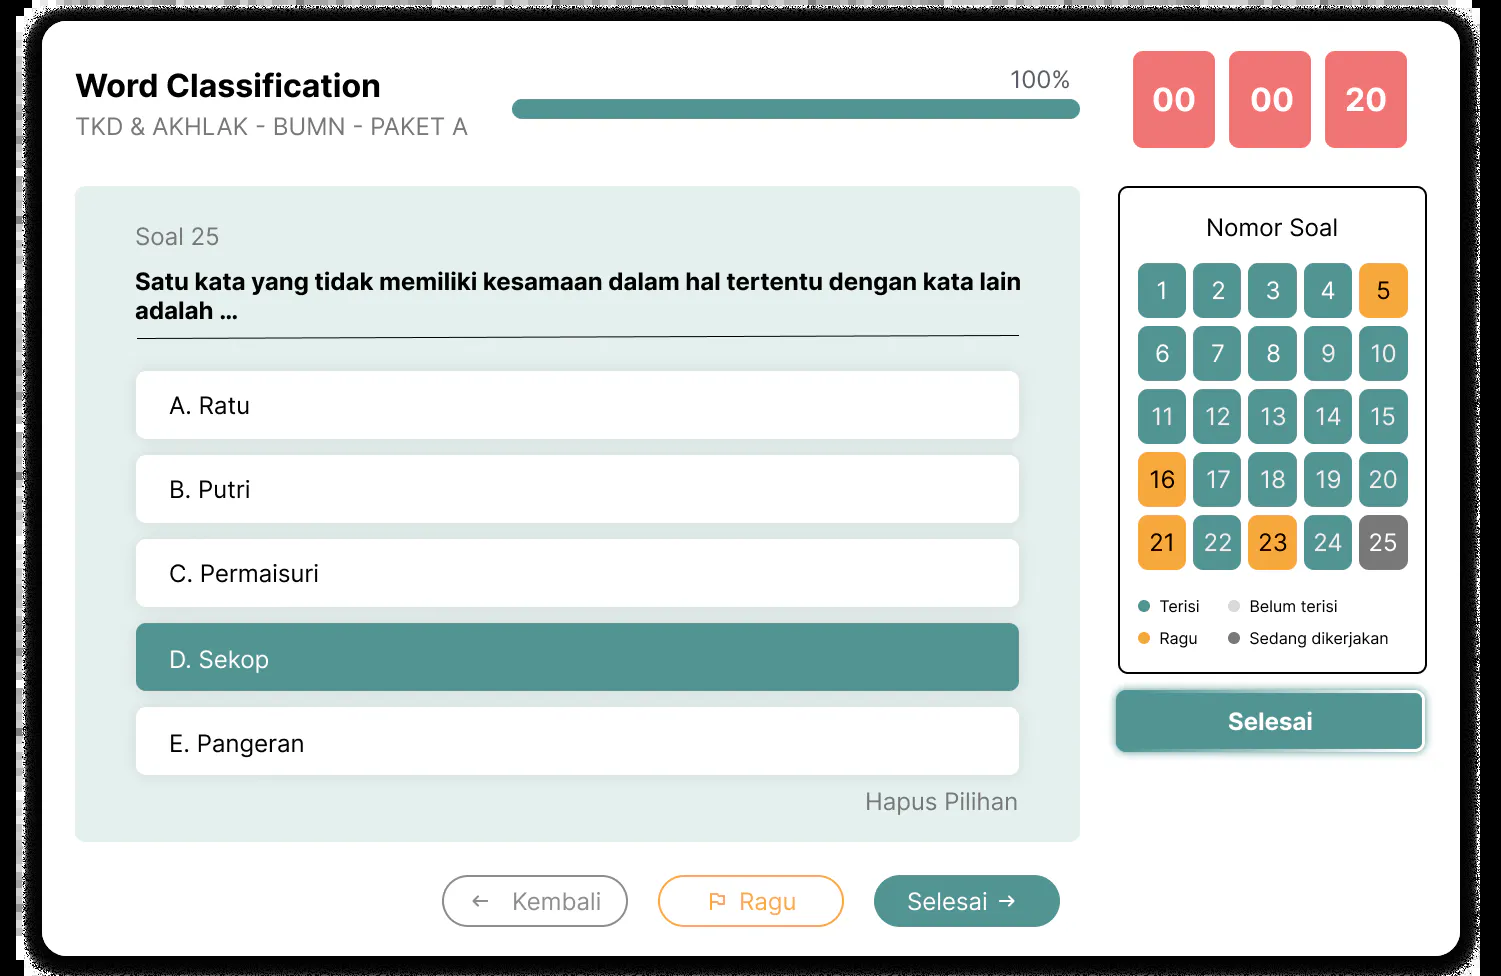 Word Classification
TKD & AKHLAK - BUMN - PAKET A
100%
00 00 20
Soal 25
Satu kata yang tidak memiliki kesamaan dalam hal tertentu dengan kata lain
adalah ...
A. Ratu
B. Putri
C. Permaisuri
D. Sekop
E. Pangeran
Hapus Pilihan
← Kembali
Ragu
Selesai →
Nomor Soal
1 2 3 4 5
6 7 8 9 10
11 12 13 14 15
16 17 18 19 20
21 22 23 24 25
Terisi Belum terisi
Ragu Sedang dikerjakan
Selesai